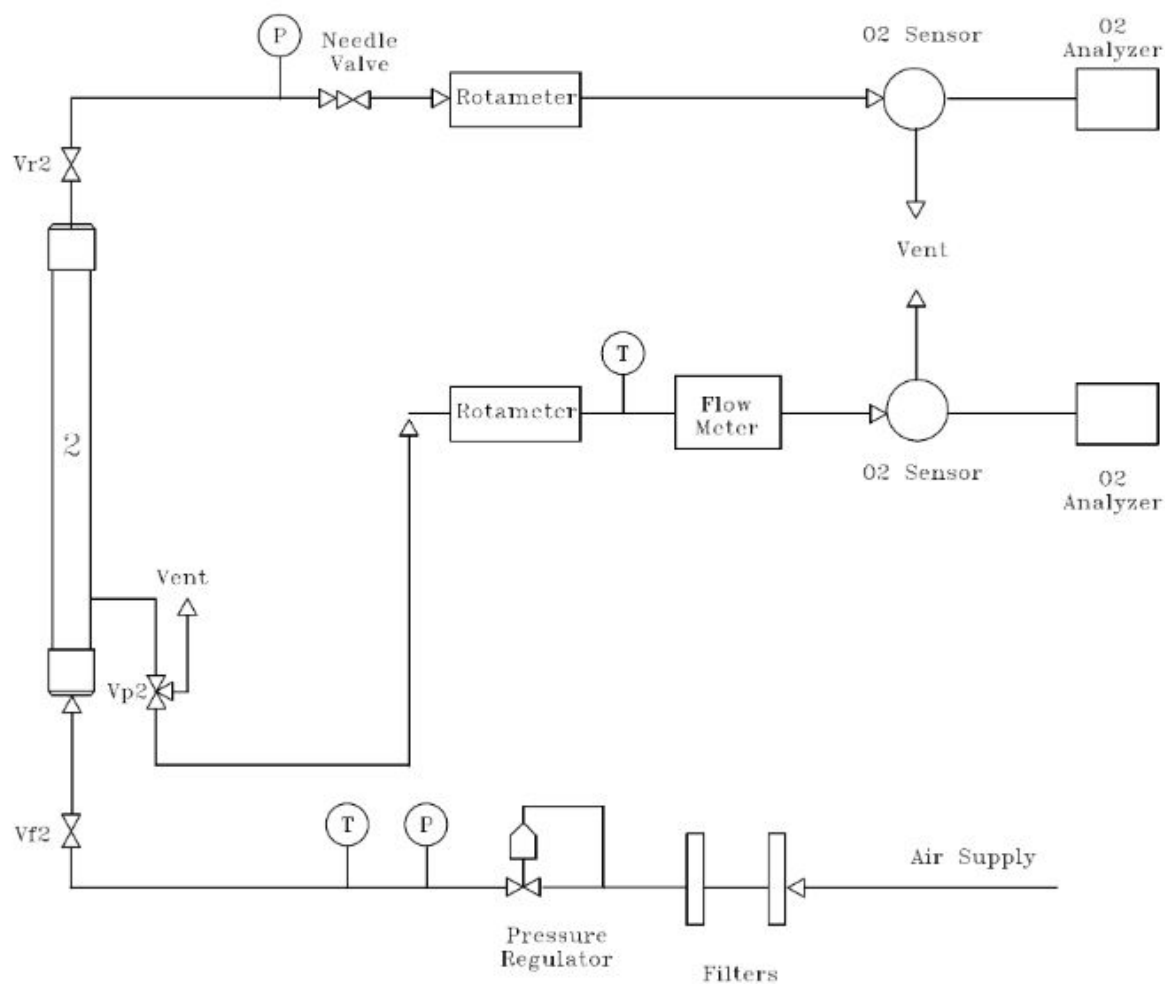 P
Needle
Valve
O2 Sensor
O2
Analyzer
Rotameter
Vr2
Vent
T
Rotameter
Flow
Meter
2
O2 Sensor
O2
Analyzer
Vent
Vp2
Vf2
T
P
Air Supply
Pressure
Regulator
Filters